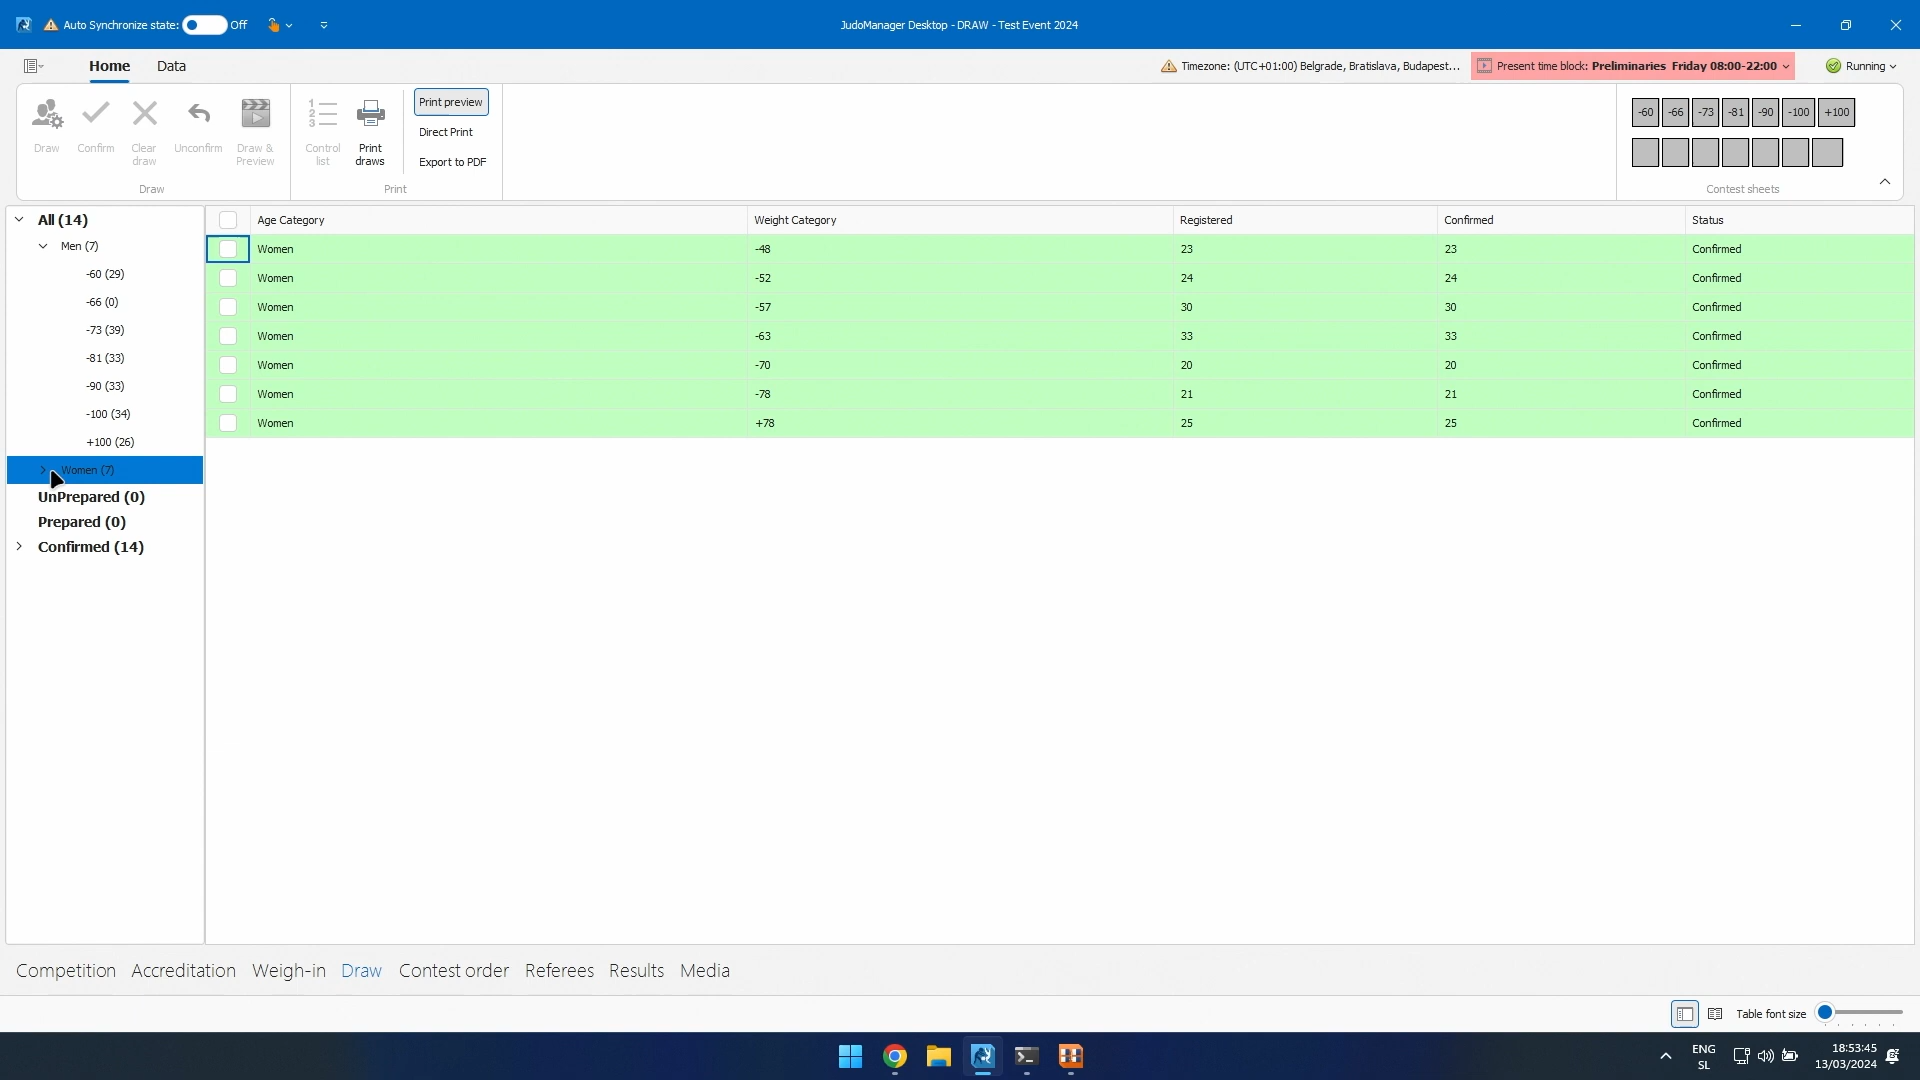 Auto Synchronize state: Off
JudoManager Desktop - DRAW - Test Event 2024
Home Data
Timezone: (UTC+01:00) Belgrade, Bratislava, Budapest...
Present time block: Preliminaries Friday 08:00-22:00
Running
Draw
Confirm
Clear
draw
Unconfirm
Draw &
Preview
Draw
1
2
3
Control
list
Print
draws
Print preview
Direct Print
Export to PDF
Print
-60 -66 -73 -81 -90 -100 +100
Contest sheets
All (14)
Men (7)
-60 (29)
-66 (0)
-73 (39)
-81 (33)
-90 (33)
-100 (34)
+100 (26)
Women (7)
UnPrepared (0)
Prepared (0)
Confirmed (14)
Age Category Weight Category Registered Confirmed Status
Women -48 23 23 Confirmed
Women -52 24 24 Confirmed
Women -57 30 30 Confirmed
Women -63 33 33 Confirmed
Women -70 20 20 Confirmed
Women -78 21 21 Confirmed
Women +78 25 25 Confirmed
Competition Accreditation Weigh-in Draw Contest order Referees Results Media
Table font size
ENG
SL
18:53:45
13/03/2024